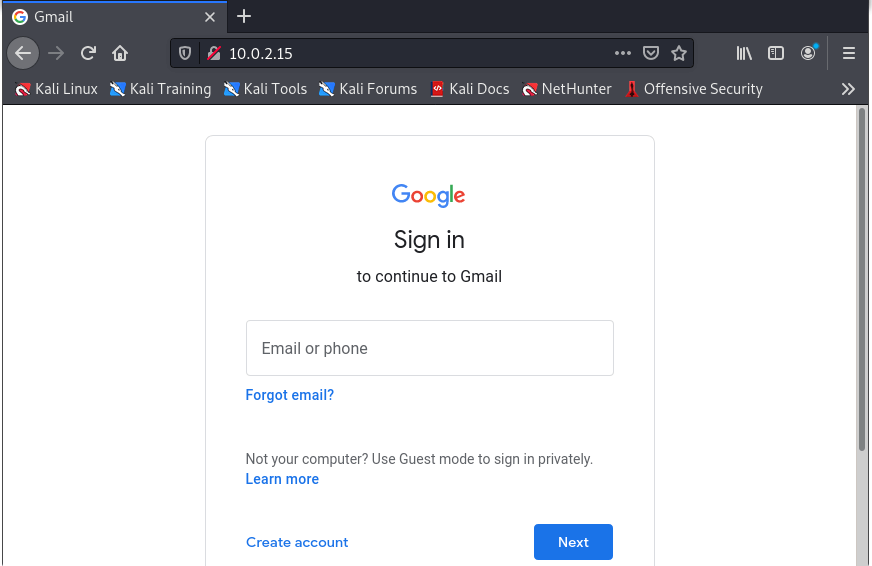 Gmail
10.0.2.15
Kali Linux Kali Training Kali Tools Kali Forums Kali Docs NetHunter Offensive Security
Google
Sign in
to continue to Gmail
Email or phone
Forgot email?
Not your computer? Use Guest mode to sign in privately.
Learn more
Create account Next